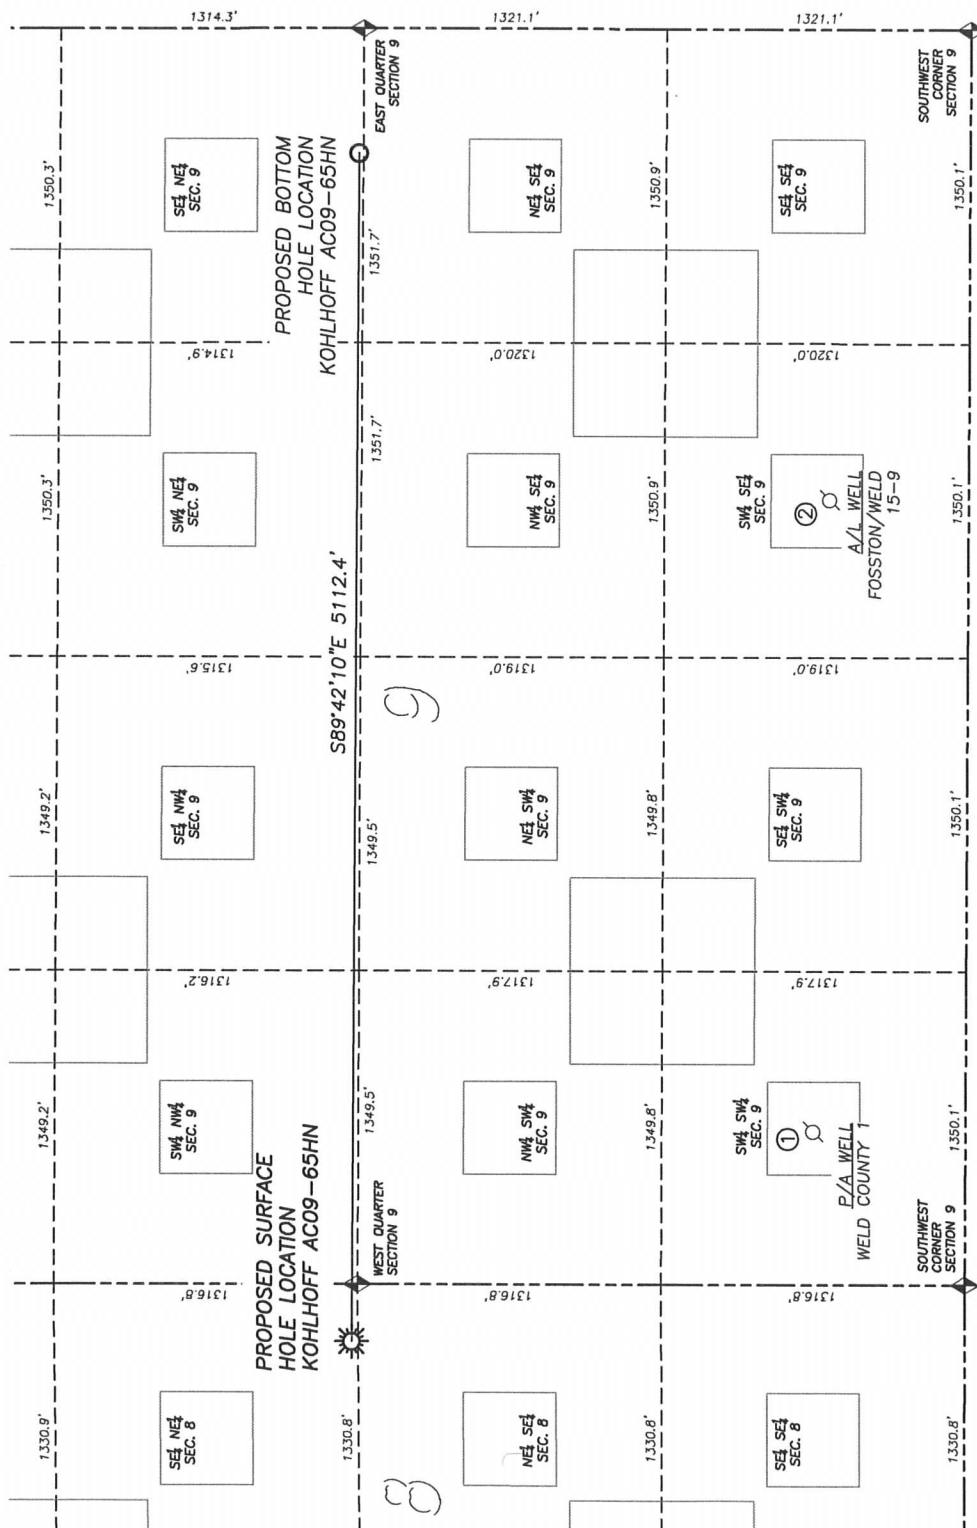 1330.9'
1349.2'
1349.2'
1350.3'
1350.3'
1314.3'
SE¼ NE¼
SEC. 8
1316.8'
SW¼ NW¼
SEC. 9
1316.2'
SE¼ NW¼
SEC. 9
1315.6'
SW¼ NE¼
SEC. 9
1314.9'
SE¼ NE¼
SEC. 9
PROPOSED SURFACE
HOLE LOCATION
KOHLHOFF AC09-65HN
S89°42'10"E 5112.4'
PROPOSED BOTTOM
HOLE LOCATION
KOHLHOFF AC09-65HN
1330.8'
1349.5'
1349.5'
1351.7'
1351.7'
8
WEST QUARTER
SECTION 9
9
EAST QUARTER
SECTION 9
NE¼ SE¼
SEC. 8
1316.8'
NW¼ SW¼
SEC. 9
1317.9'
NE¼ SW¼
SEC. 9
1319.0'
NW¼ SE¼
SEC. 9
1320.0'
NE¼ SE¼
SEC. 9
1321.1'
1330.8'
1349.8'
1349.8'
1350.9'
1350.9'
SE¼ SE¼
SEC. 8
1316.8'
SW¼ SW¼
SEC. 9
1
P/A WELL
WELD COUNTY 1
1317.9'
SE¼ SW¼
SEC. 9
1319.0'
SW¼ SE¼
SEC. 9
2
A/L WELL
FOSSTON/WELD
15-9
1320.0'
SE¼ SE¼
SEC. 9
1321.1'
SOUTHWEST
CORNER
SECTION 9
SOUTHWEST
CORNER
SECTION 9
1330.8'
1350.1'
1350.1'
1350.1'
1350.1'